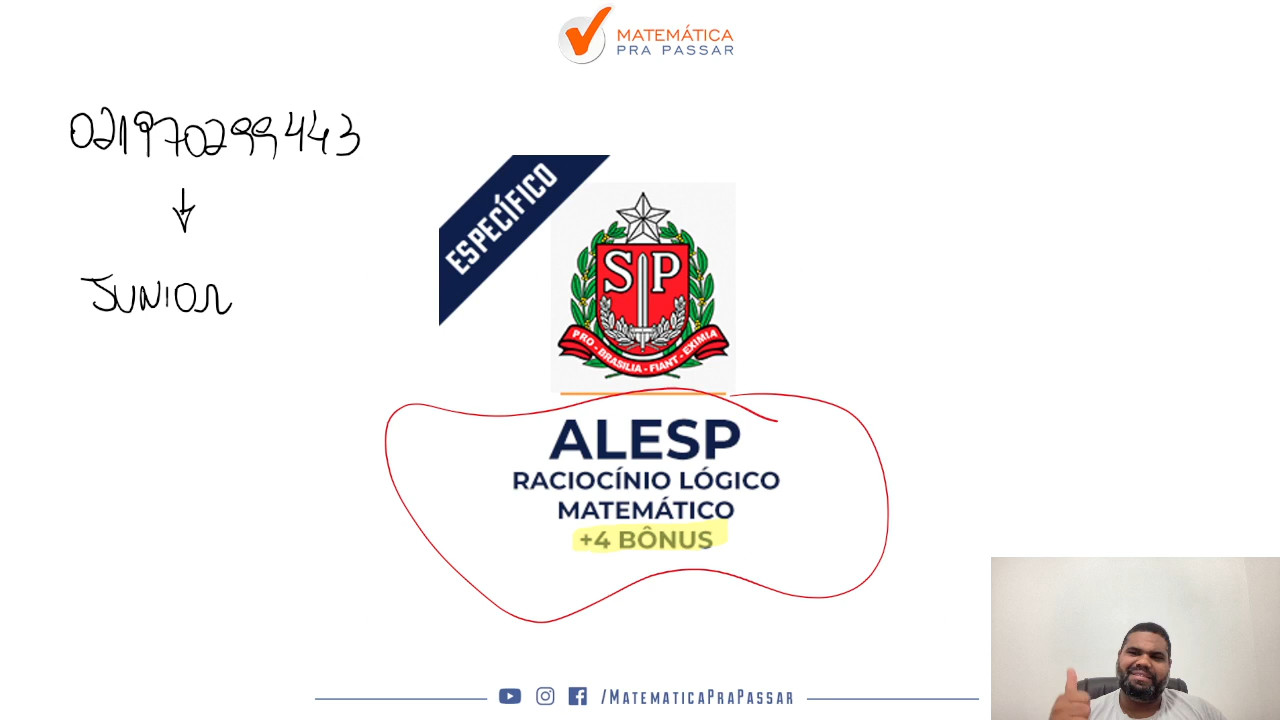 MATEMÁTICA
PRA PASSAR
021970299443
JUNIOR
ESPECÍFICO
SP
PRO - BRASILIA - FIANT - EXIMIA
ALESP
RACIOCÍNIO LÓGICO
MATEMÁTICO
+4 BÔNUS
/MATEMATICAPRAPASSAR